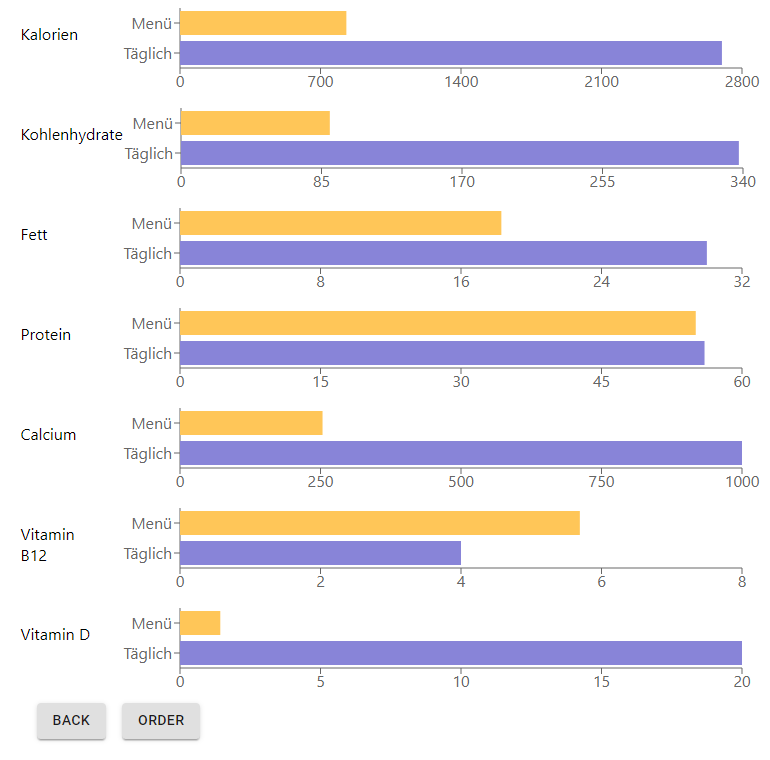 Kalorien
Menü
Täglich
0 700 1400 2100 2800
Kohlenhydrate
Menü
Täglich
0 85 170 255 340
Fett
Menü
Täglich
0 8 16 24 32
Protein
Menü
Täglich
0 15 30 45 60
Calcium
Menü
Täglich
0 250 500 750 1000
Vitamin
B12
Menü
Täglich
0 2 4 6 8
Vitamin D
Menü
Täglich
0 5 10 15 20
BACK ORDER